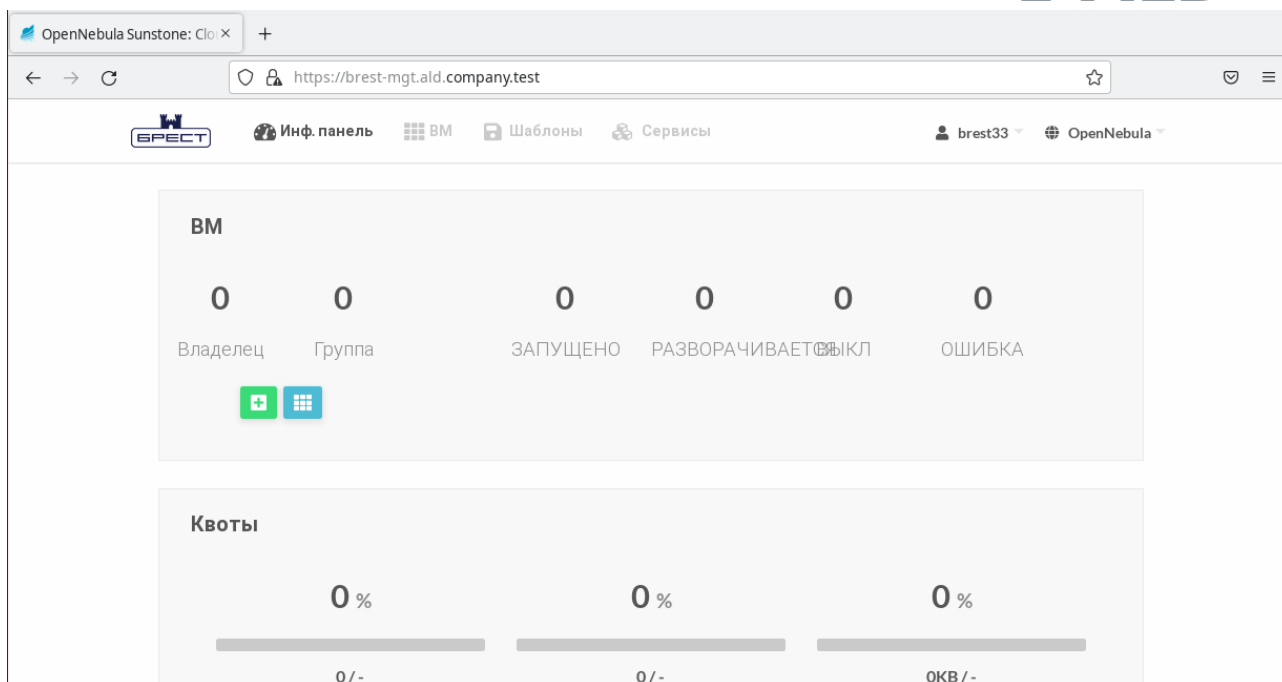 OpenNebula Sunstone: Clo
https://brest-mgt.ald.company.test
БРЕСТ Инф. панель ВМ Шаблоны Сервисы brest33 OpenNebula
ВМ
0 0 0 0 0 0
Владелец Группа ЗАПУЩЕНО РАЗВОРАЧИВАЕТСЯ ВЫКЛ ОШИБКА
Квоты
0 % 0 % 0 %
0 / - 0 / - 0KB / -